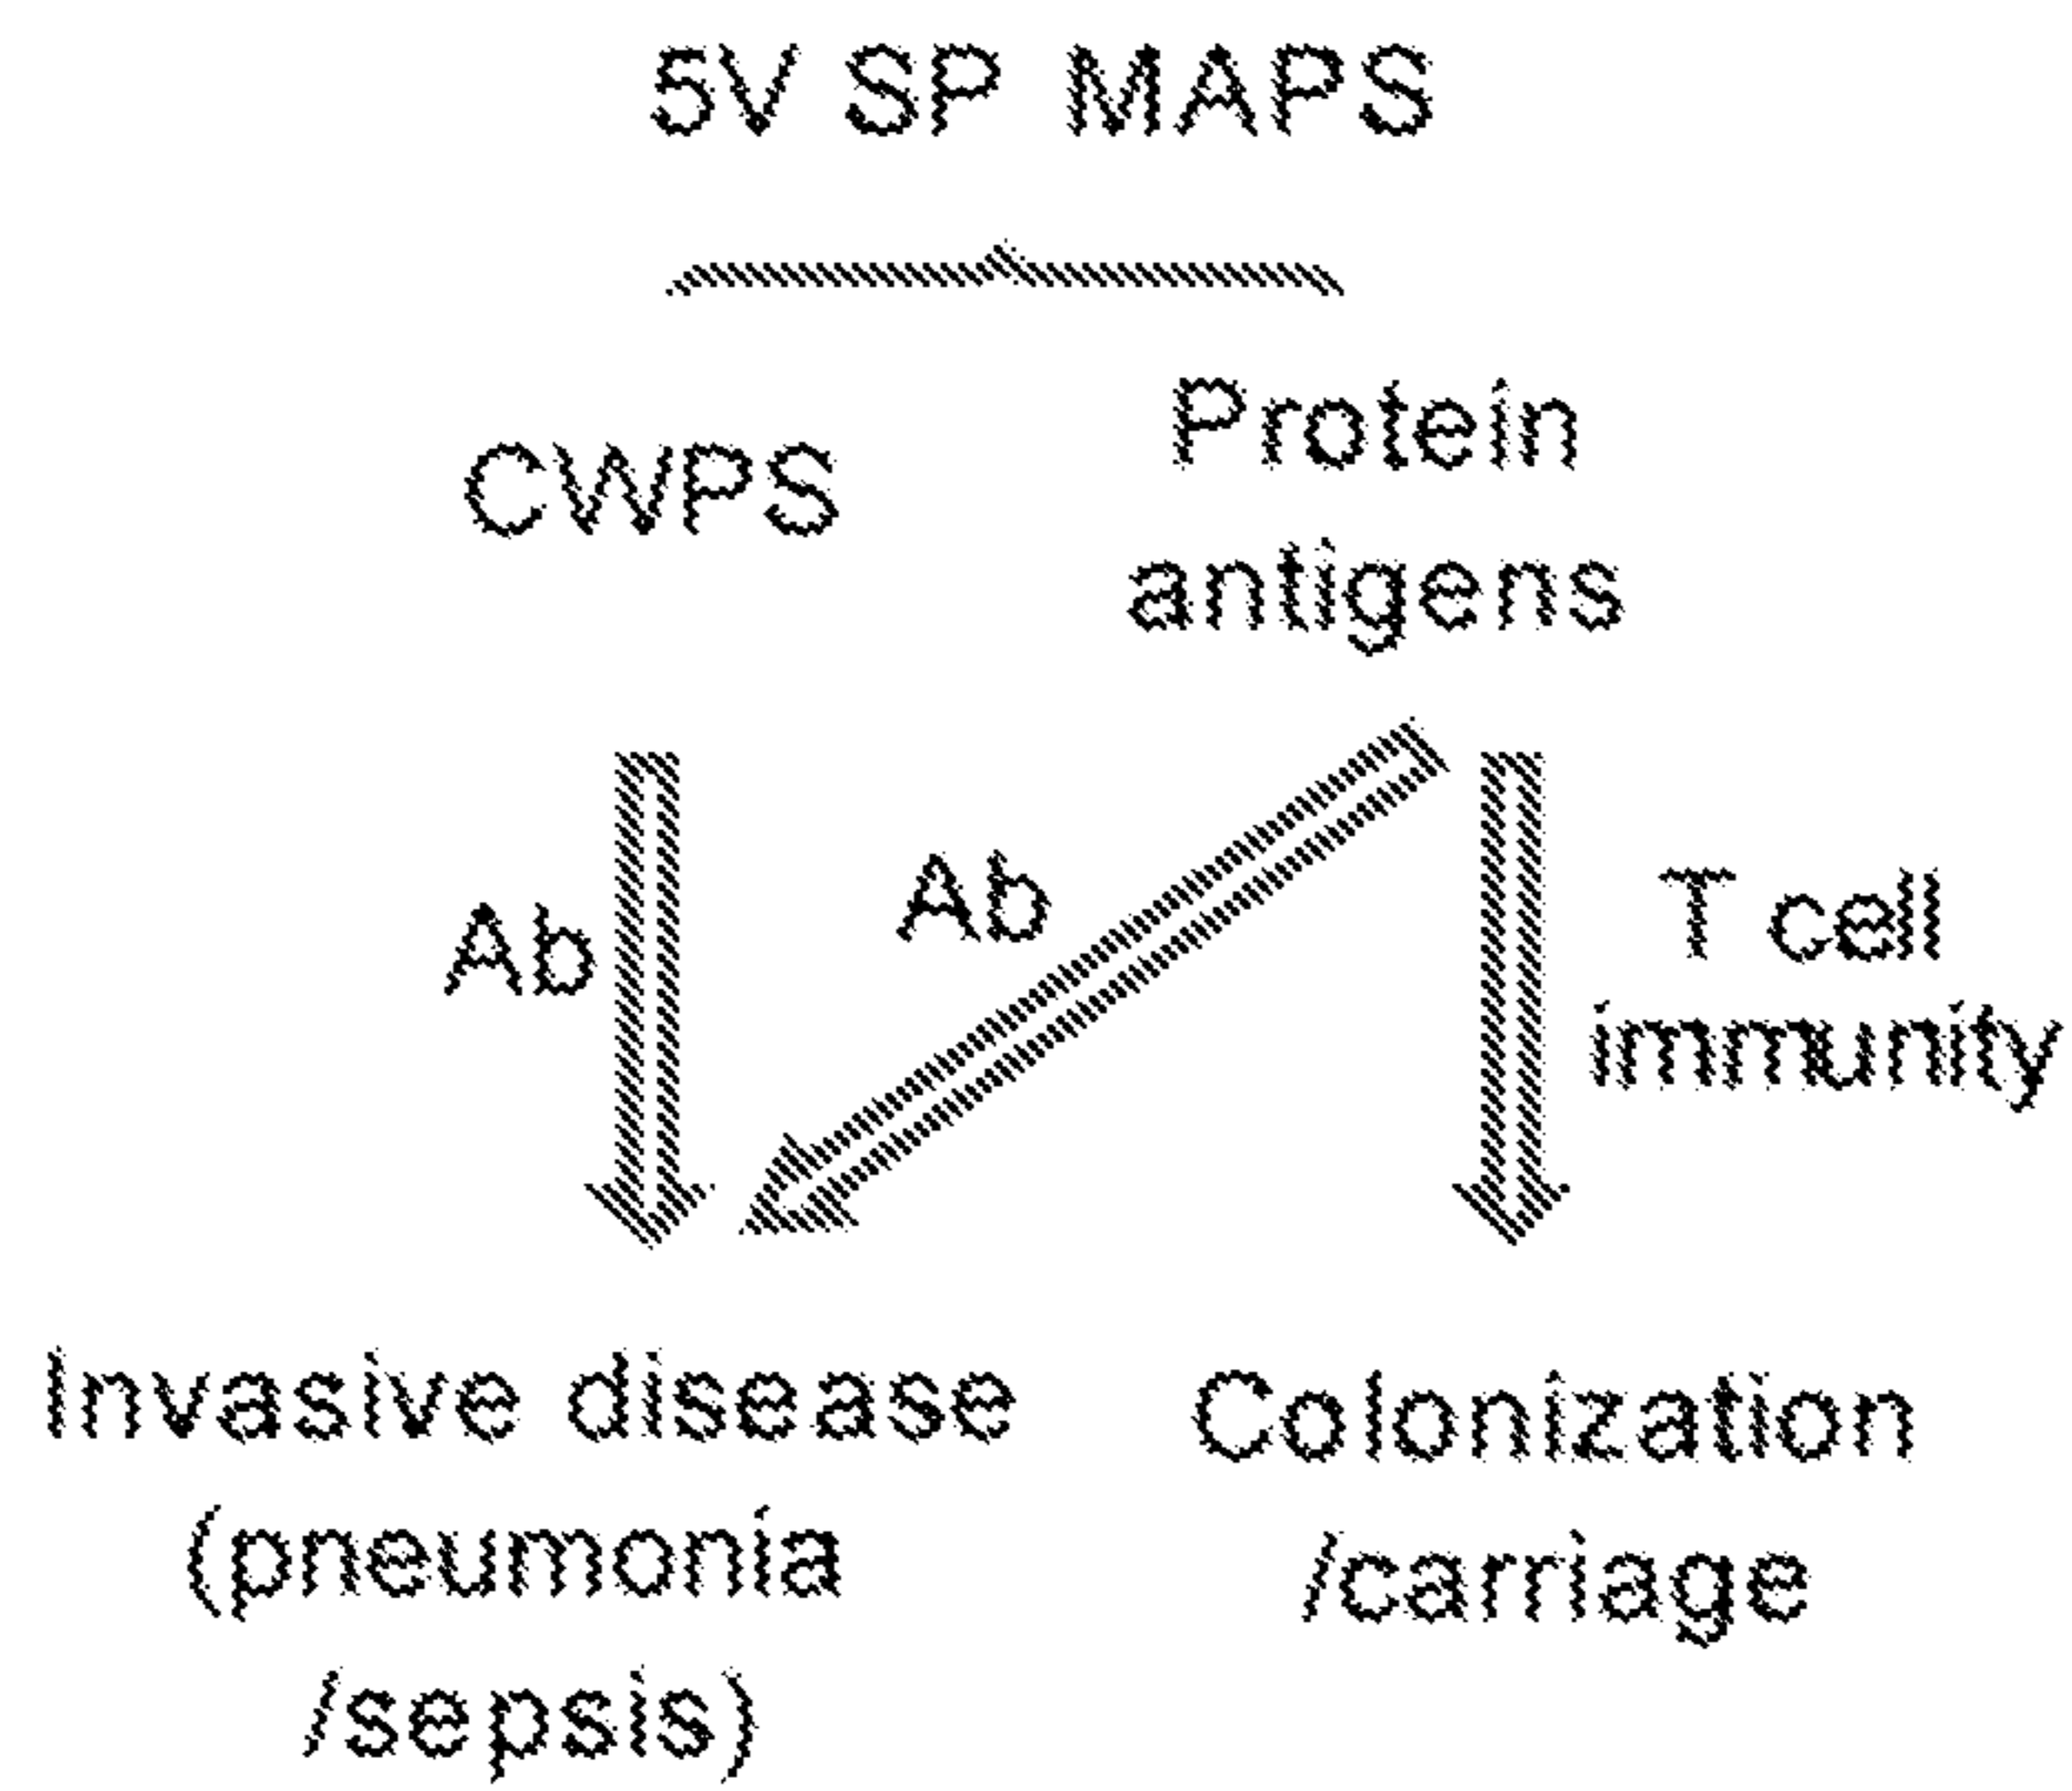 5V SP MAPS
CWPS
Protein
antigens
Ab
Ab
T cell
immunity
Invasive disease
(pneumonia
/sepsis)
Colonization
/carriage